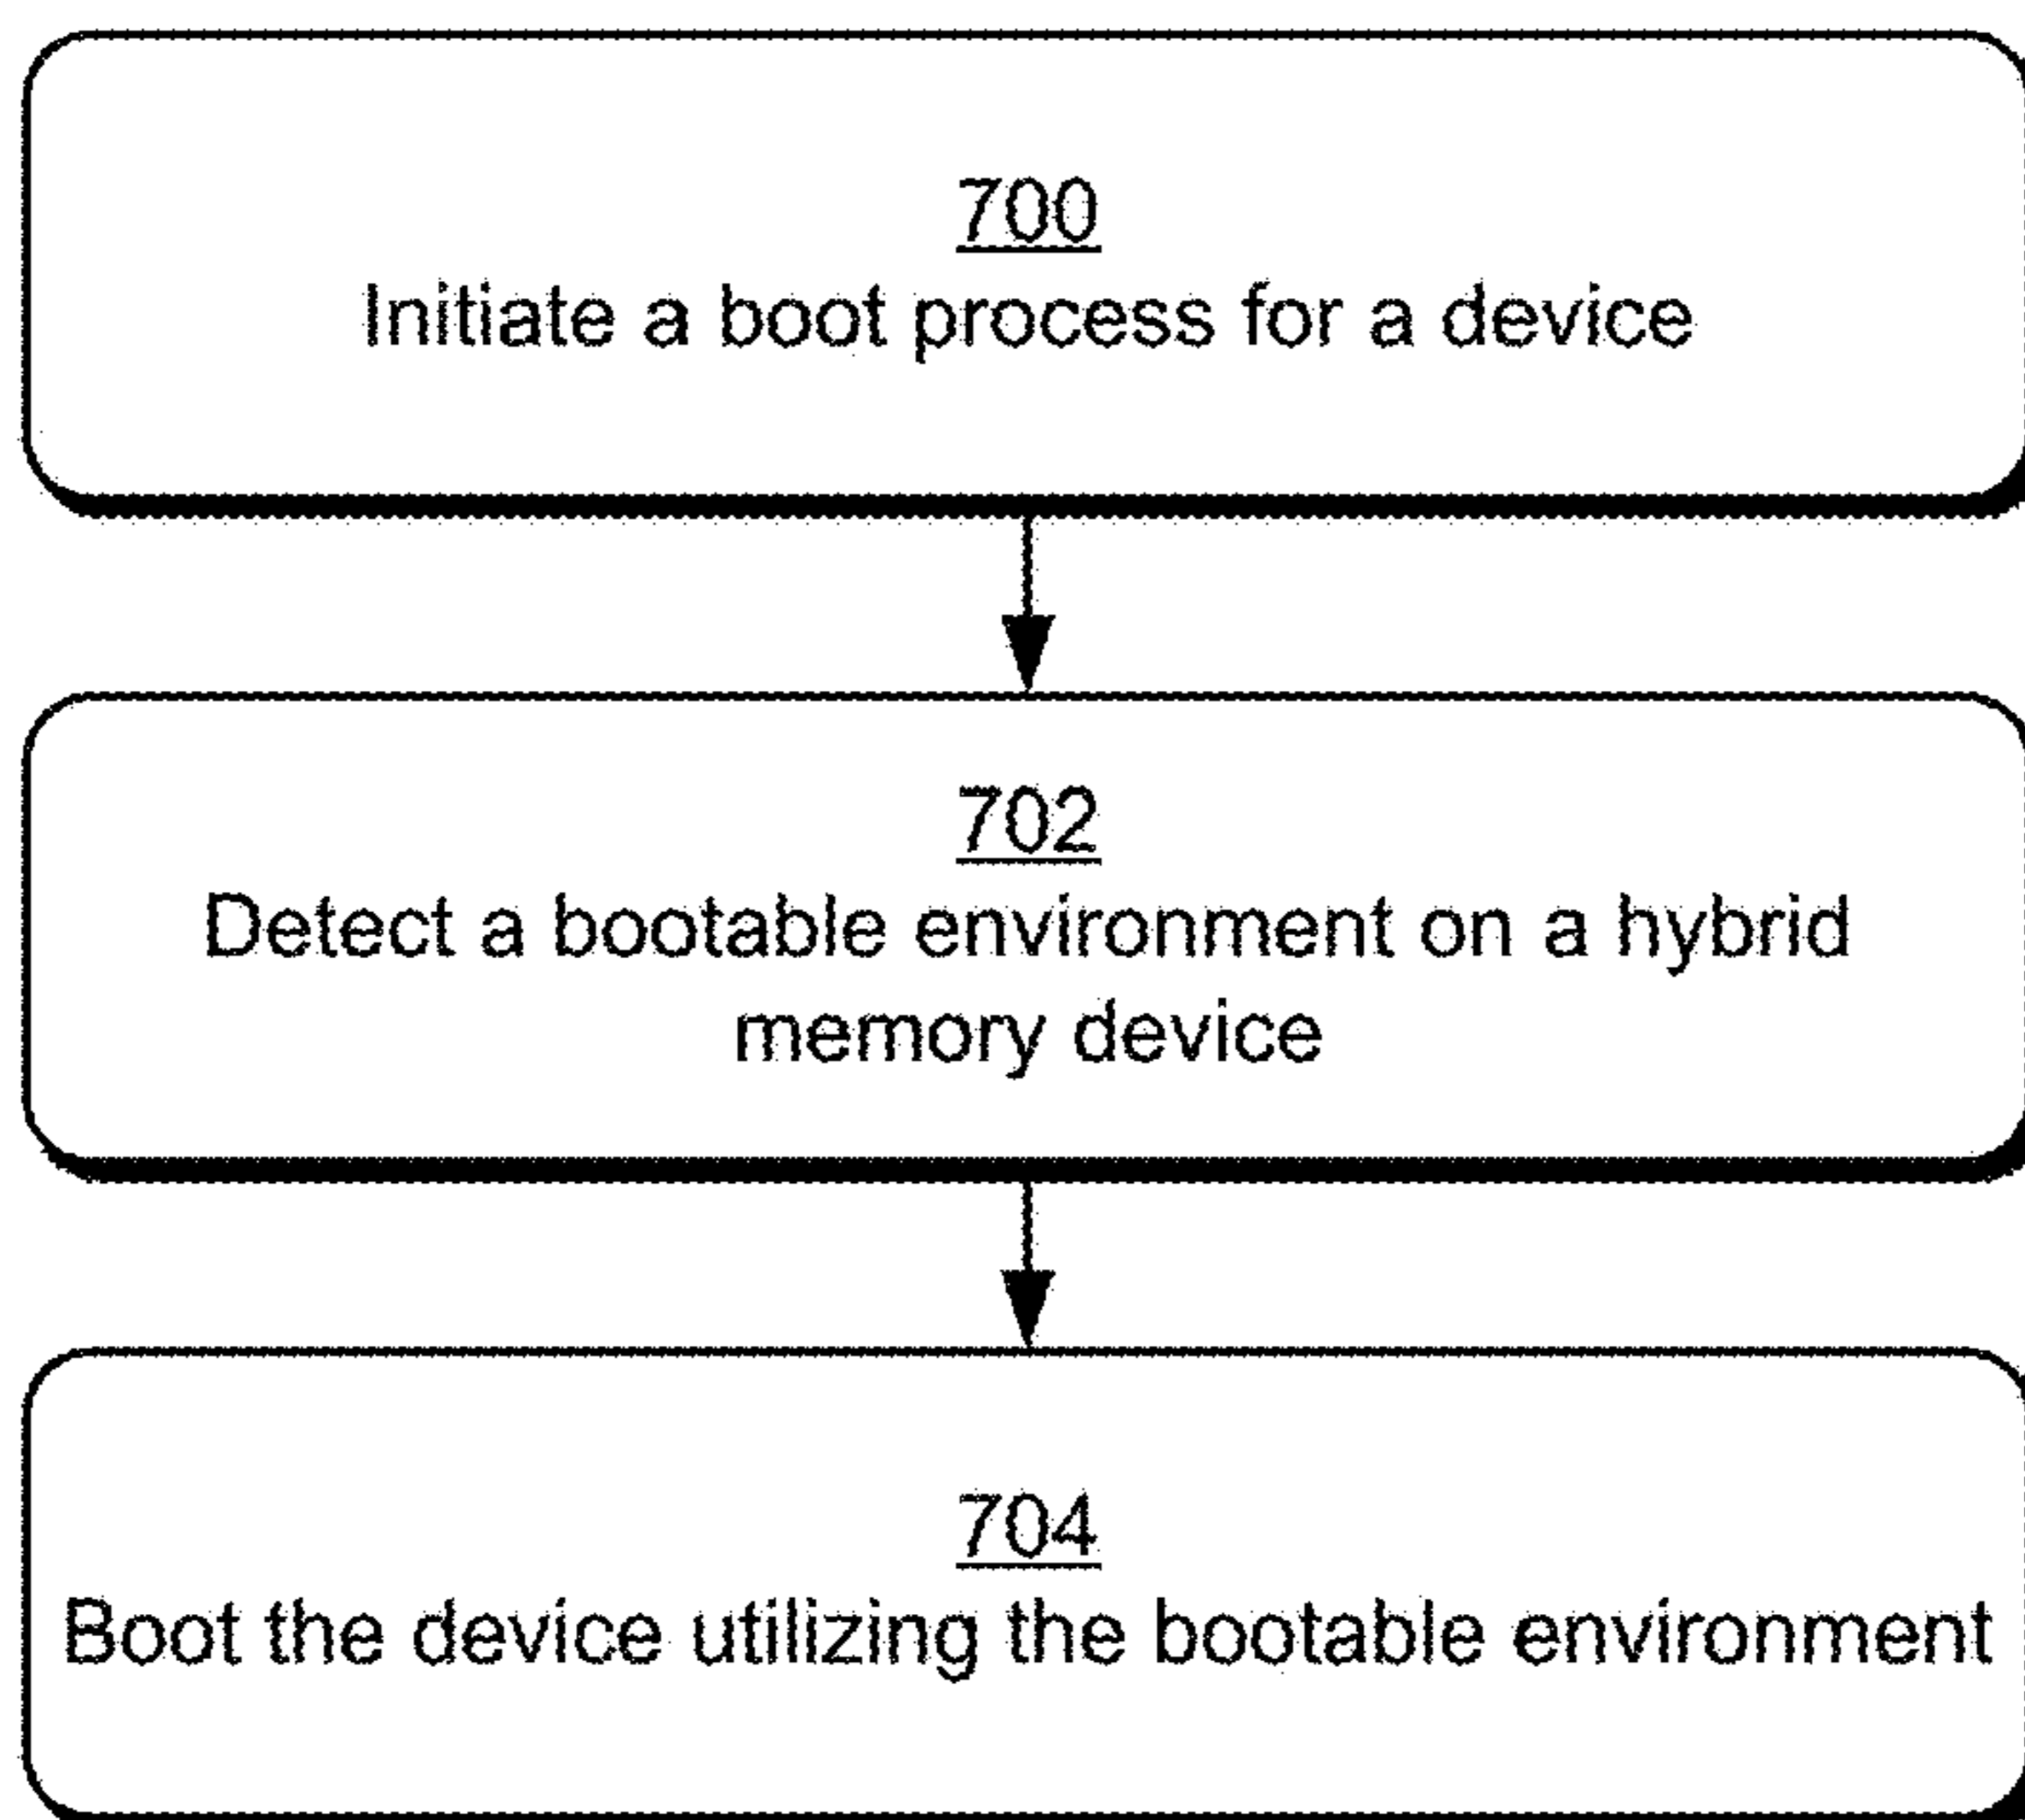 700
Initiate a boot process for a device
702
Detect a bootable environment on a hybrid
memory device
704
Boot the device utilizing the bootable environment